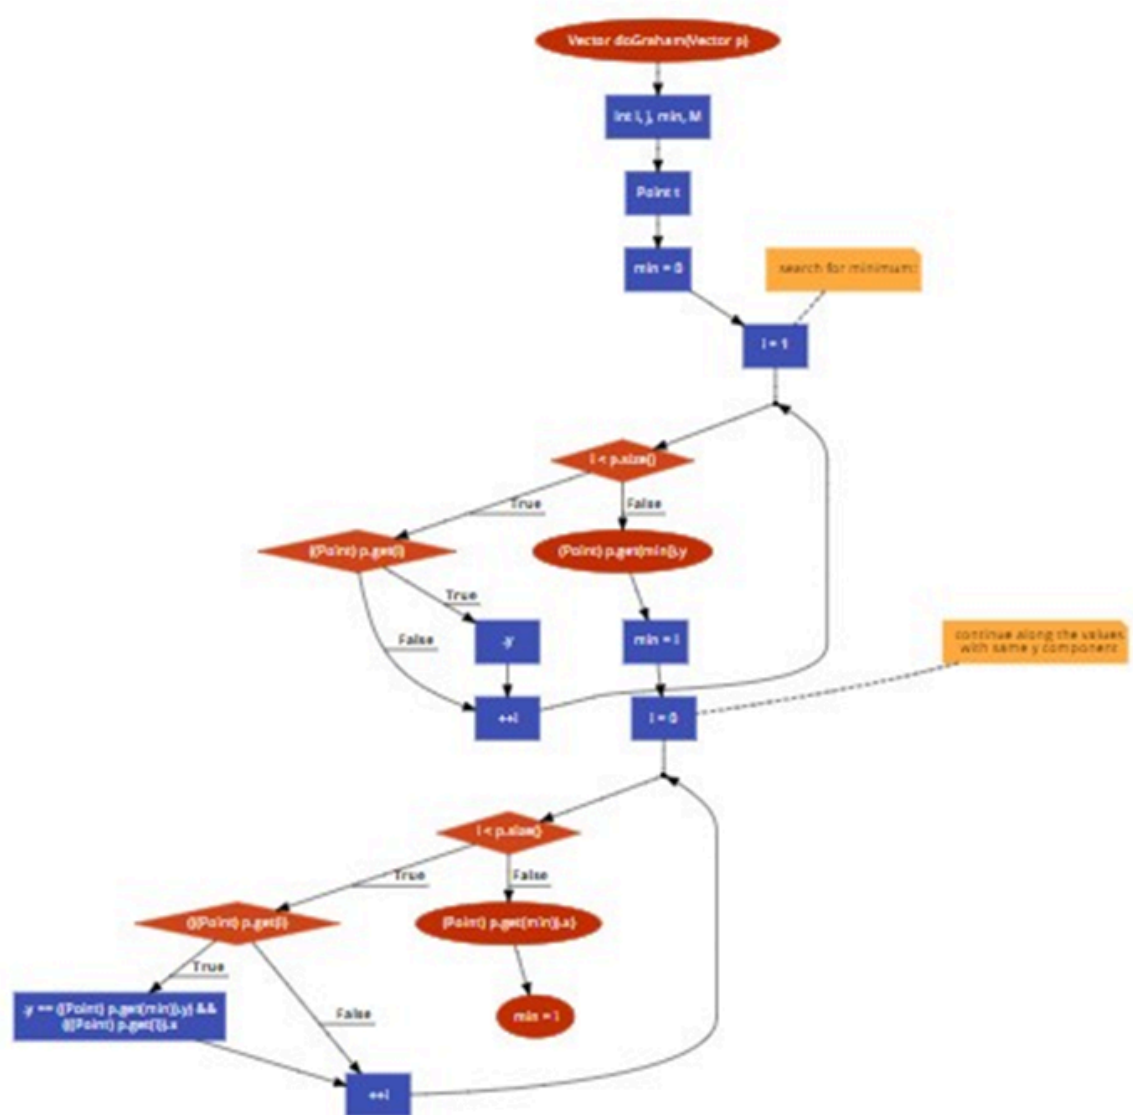 Vector doGraham(Vector p)
int i, j, min, M
Point t
min = 0
search for minimum:
i = 1
i < p.size()
True
False
((Point) p.get(i)
(Point) p.get(min)).y
True
False
.y
min = i
continue along the values
with same y component
++i
i = 0
i < p.size()
True
False
(((Point) p.get(i)
(Point) p.get(min)).x)
True
False
.y == ((Point) p.get(min)).y) &&
(((Point) p.get(i)).x
min = i
++i